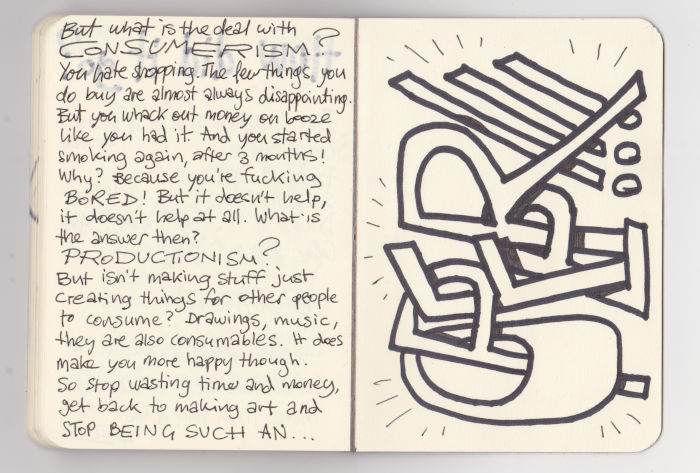 But what is the deal with
CONSUMERISM?
You hate shopping. The few things you
do buy are almost always disappointing.
But you whack out money on booze
like you had it. And you started
smoking again, after 3 months!
Why? Because you're fucking
BORED! But it doesn't help,
it doesn't help at all. What is
the answer then?
PRODUCTIONISM?
But isn't making stuff just
creating things for other people
to consume? Drawings, music,
they are also consumables. It does
make you more happy though.
So stop wasting time and money,
get back to making art and
STOP BEING SUCH AN...